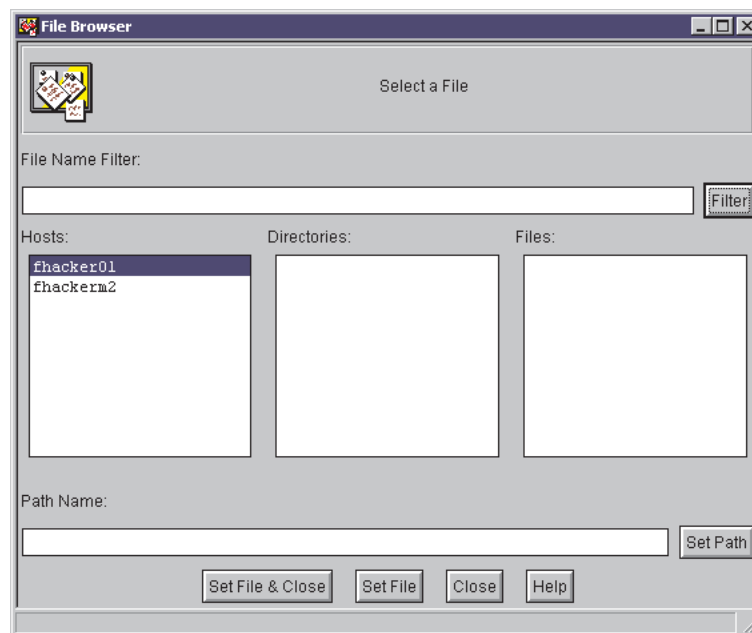 File Browser
Select a File
File Name Filter:
Filter
Hosts:
Directories:
Files:
fhacker01
fhackerm2
Path Name:
Set Path
Set File & Close
Set File
Close
Help